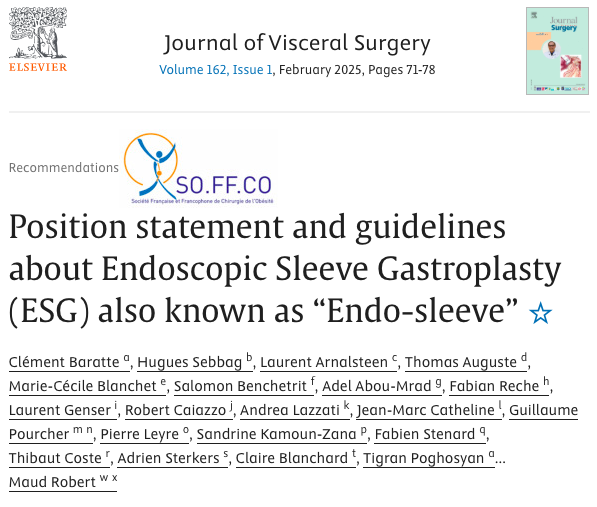 ELSEVIER
Journal of Visceral Surgery
Volume 162, Issue 1, February 2025, Pages 71-78
Journal
Surgery
Recommendations
SO.FF.CO
Société Française et Francophone de Chirurgie de l'Obésité
Position statement and guidelines
about Endoscopic Sleeve Gastroplasty
(ESG) also known as “Endo-sleeve” ☆
Clément Baratte a, Hugues Sebbag b, Laurent Arnalsteen c, Thomas Auguste d,
Marie-Cécile Blanchet e, Salomon Benchetrit f, Adel Abou-Mrad g, Fabian Reche h,
Laurent Genser i, Robert Caiazzo j, Andrea Lazzati k, Jean-Marc Catheline l, Guillaume
Pourcher m n, Pierre Leyre o, Sandrine Kamoun-Zana p, Fabien Stenard q,
Thibaut Coste r, Adrien Sterkers s, Claire Blanchard t, Tigran Poghosyan a...
Maud Robert w x